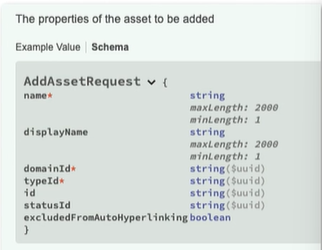 The properties of the asset to be added
Example Value | Schema
AddAssetRequest {
name* string
maxLength: 2000
minLength: 1
displayName string
maxLength: 2000
minLength: 1
domainId* string($uuid)
typeId* string($uuid)
id string($uuid)
statusId string($uuid)
excludedFromAutoHyperlinking boolean
}